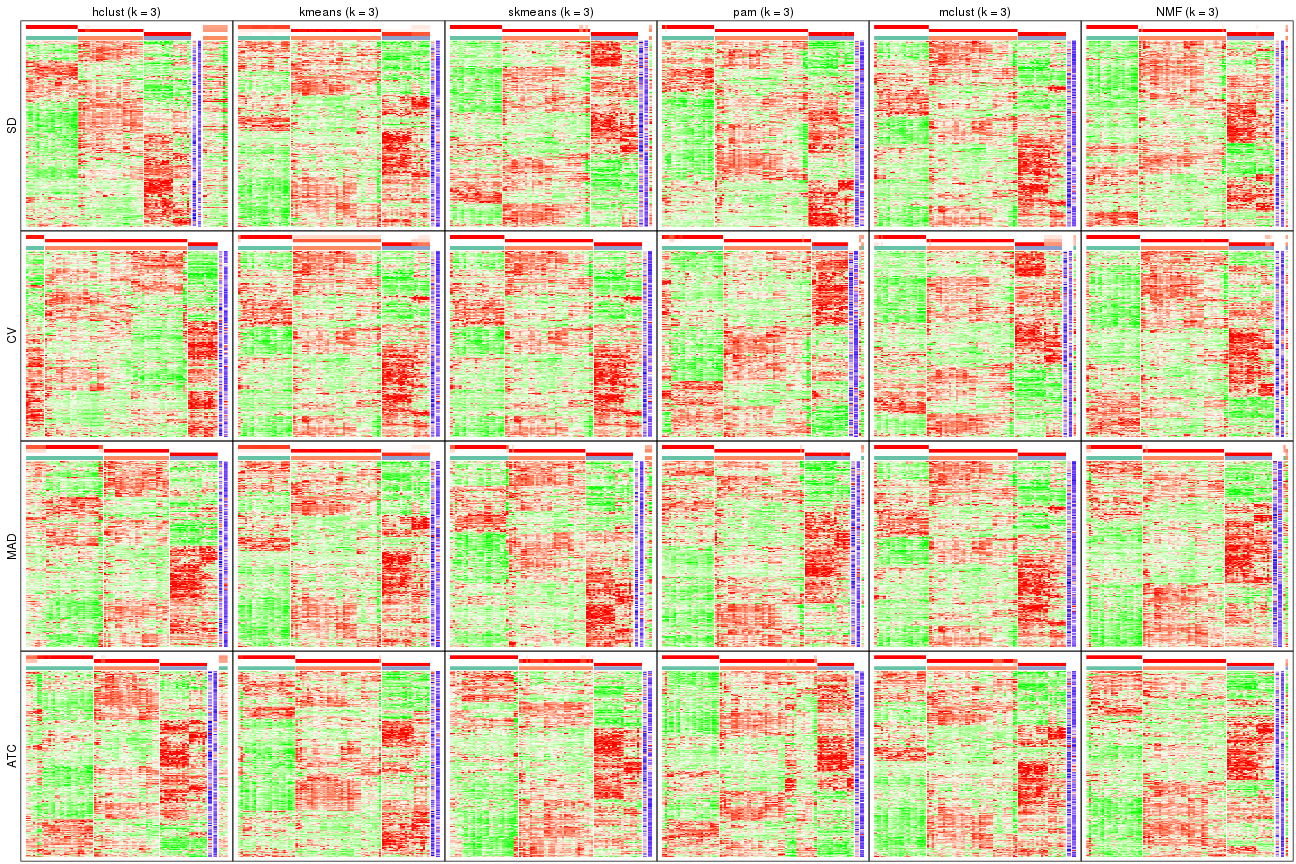 hclust (k = 3) kmeans (k = 3) skmeans (k = 3) pam (k = 3) mclust (k = 3) NMF (k = 3)
SD
CV
MAD
ATC